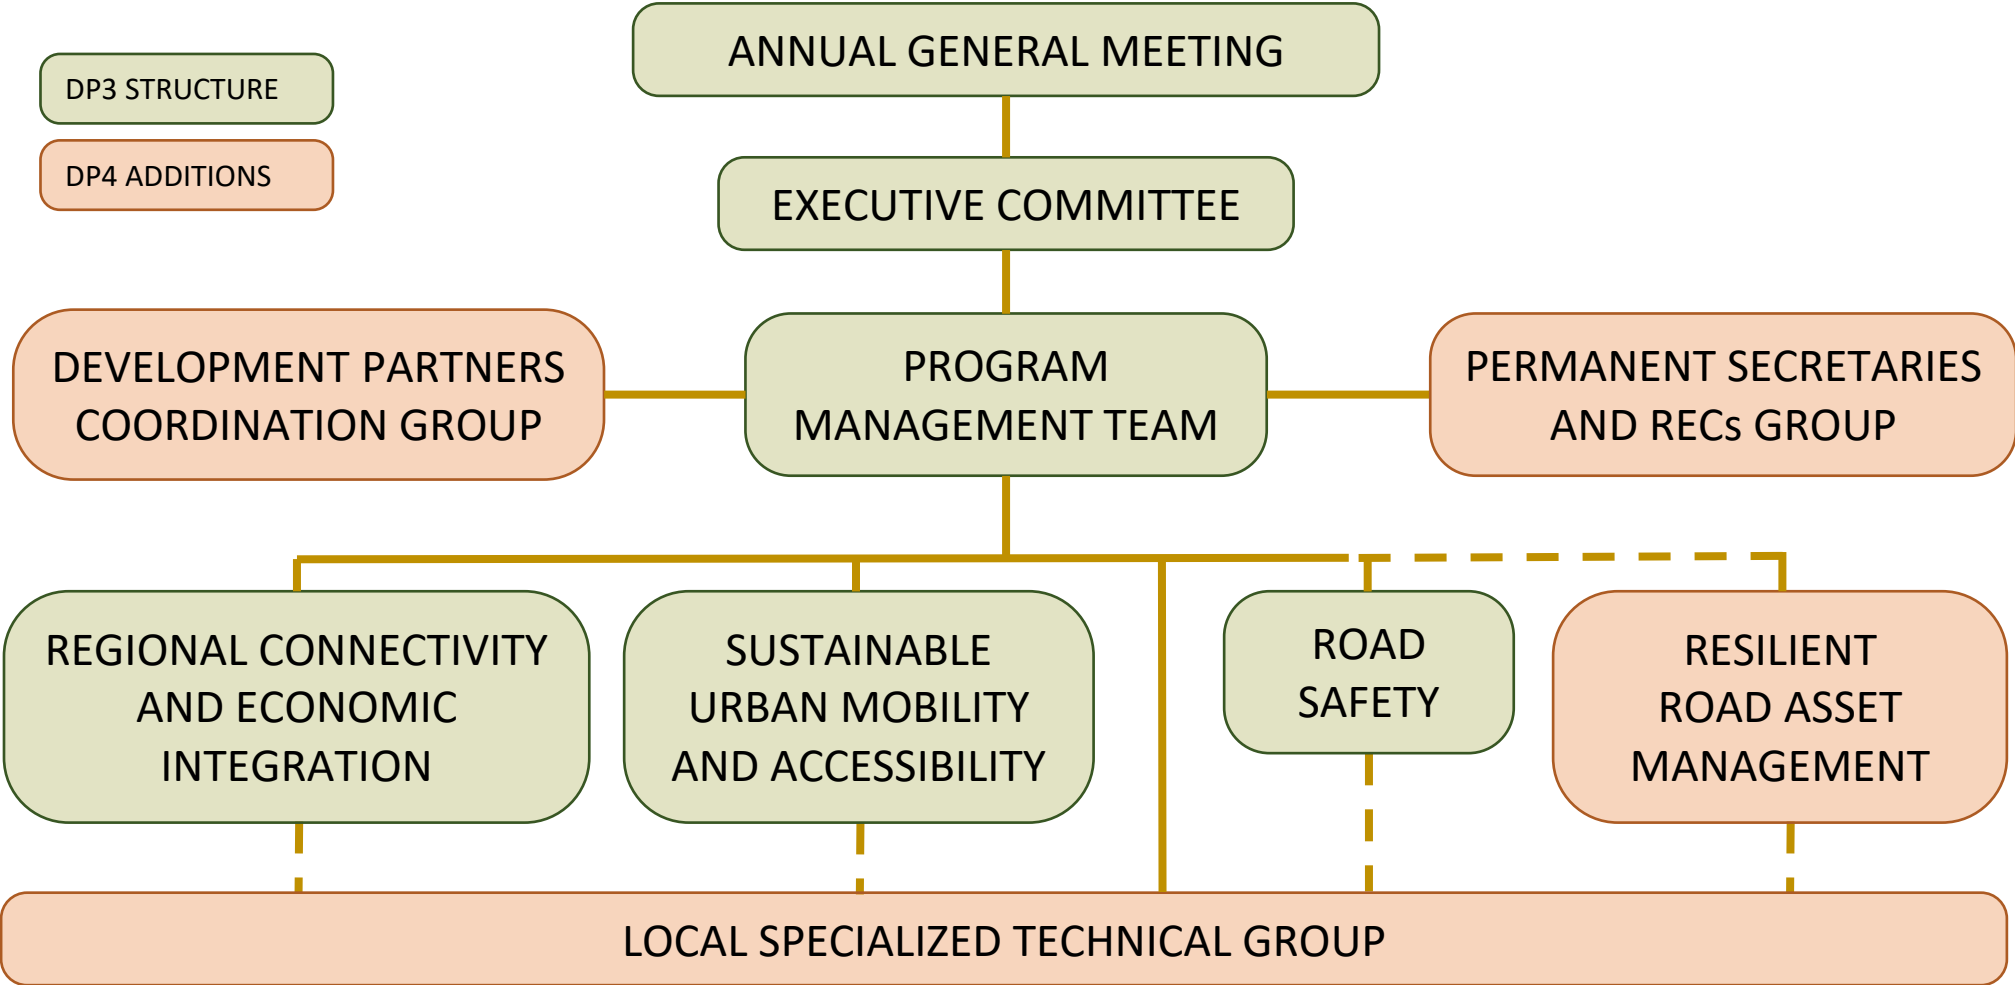 ANNUAL GENERAL MEETING
DP3 STRUCTURE
DP4 ADDITIONS
EXECUTIVE COMMITTEE
DEVELOPMENT PARTNERS
COORDINATION GROUP
PROGRAM
MANAGEMENT TEAM
PERMANENT SECRETARIES
AND RECs GROUP
REGIONAL CONNECTIVITY
AND ECONOMIC
INTEGRATION
SUSTAINABLE
URBAN MOBILITY
AND ACCESSIBILITY
ROAD
SAFETY
RESILIENT
ROAD ASSET
MANAGEMENT
LOCAL SPECIALIZED TECHNICAL GROUP